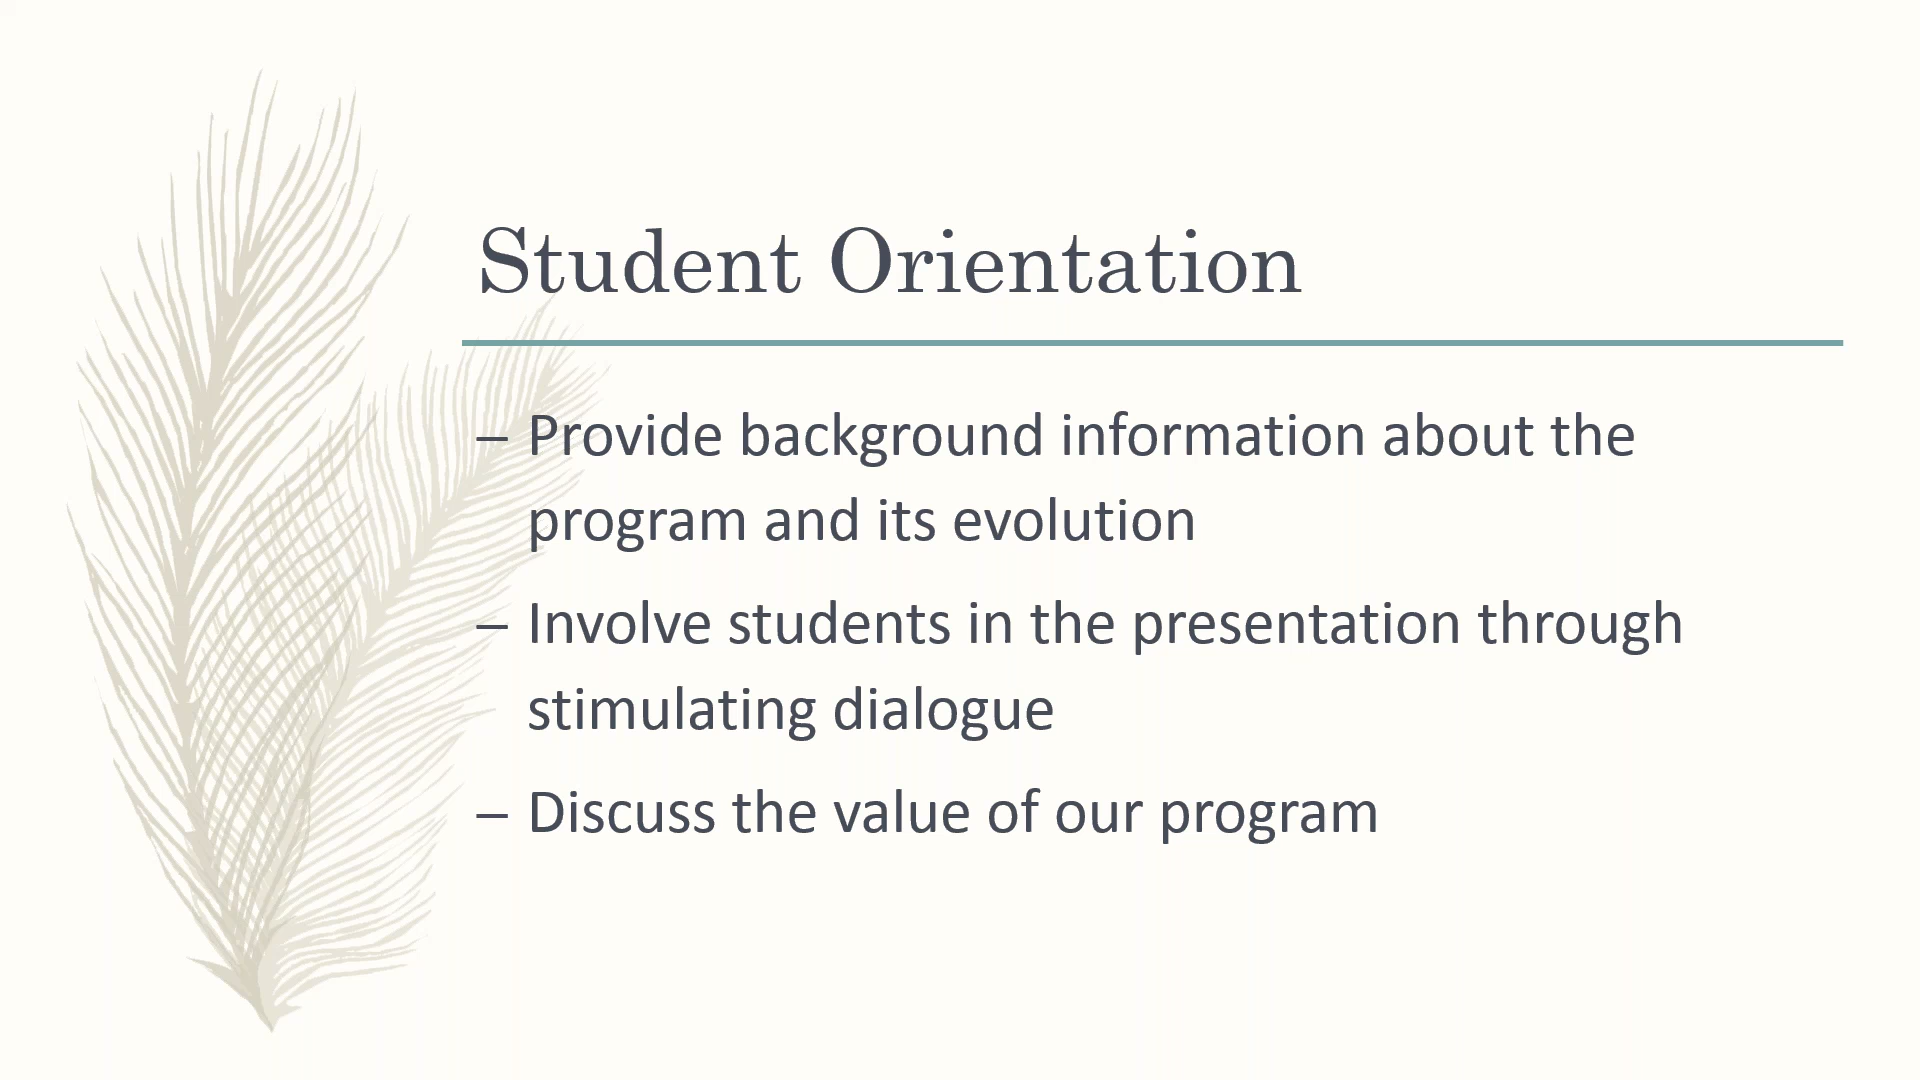 Student Orientation
– Provide background information about the
program and its evolution
– Involve students in the presentation through
stimulating dialogue
– Discuss the value of our program